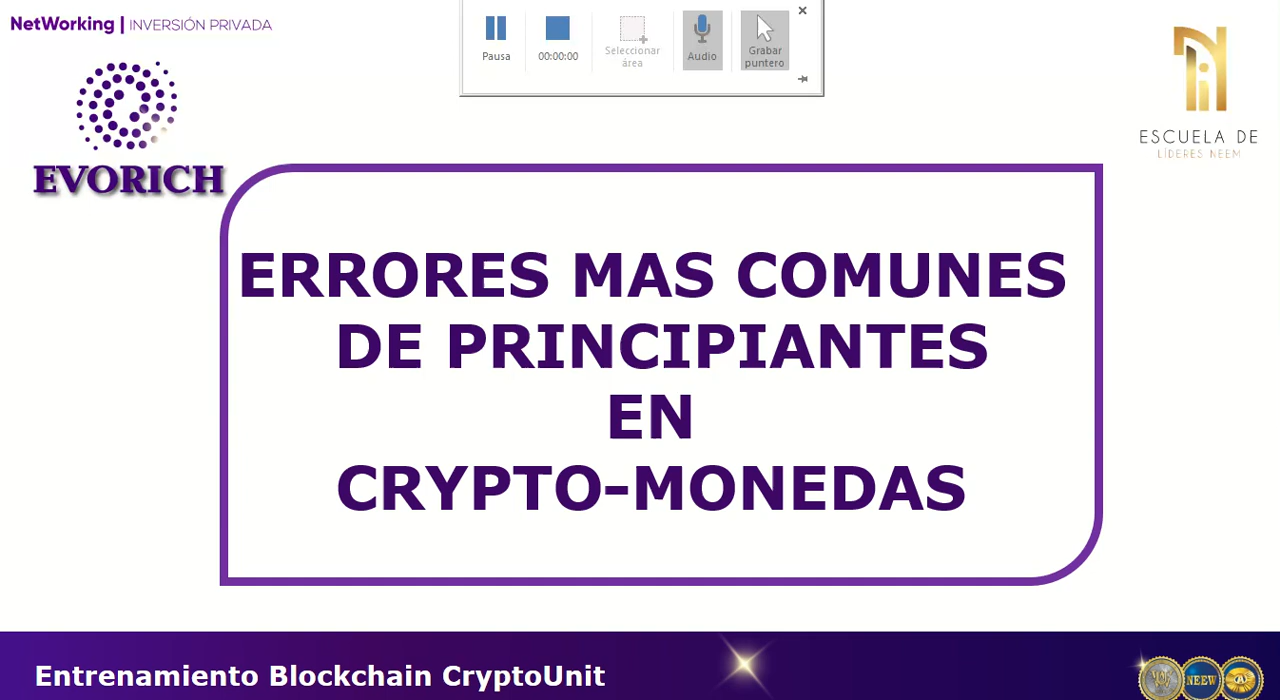 NetWorking | INVERSIÓN PRIVADA
Pausa
00:00:00
Seleccionar
área
Audio
Grabar
puntero
EVORICH
ESCUELA DE
LÍDERES NEEM
ERRORES MAS COMUNES
DE PRINCIPIANTES
EN
CRYPTO-MONEDAS
Entrenamiento Blockchain CryptoUnit
NEEW